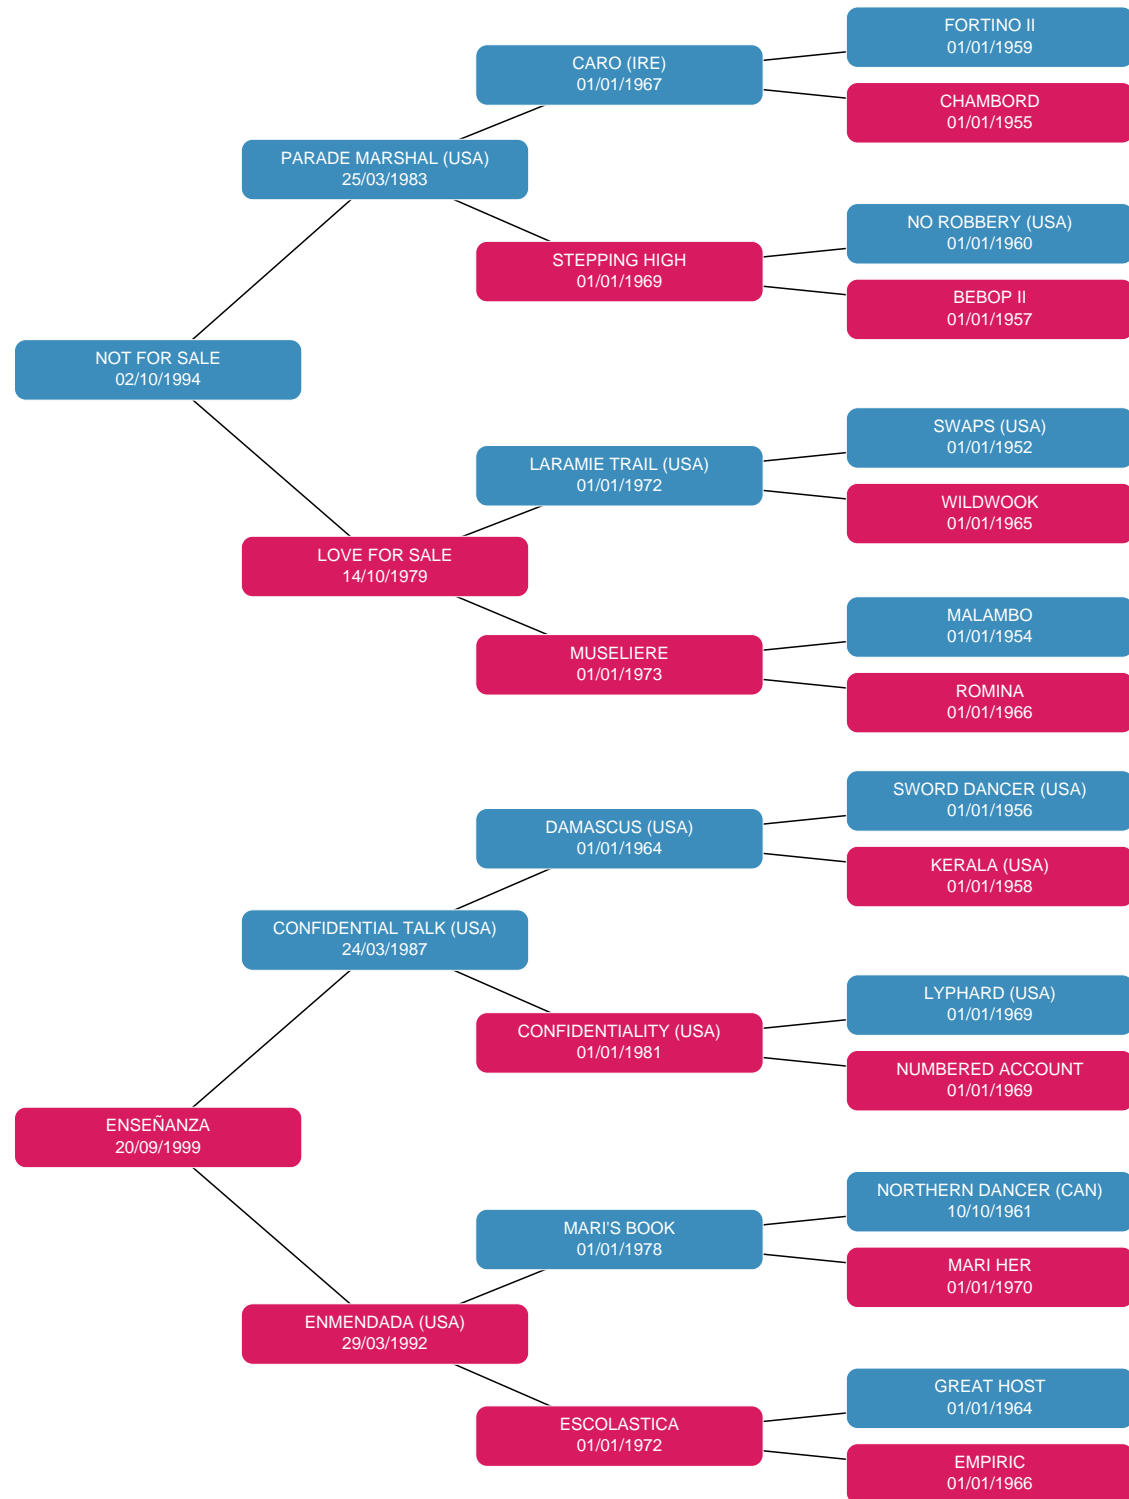 FORTINO II
01/01/1959
CARO (IRE)
01/01/1967
CHAMBORD
01/01/1955
PARADE MARSHAL (USA)
25/03/1983
NO ROBBERY (USA)
01/01/1960
STEPPING HIGH
01/01/1969
BEBOP II
01/01/1957
NOT FOR SALE
02/10/1994
SWAPS (USA)
01/01/1952
LARAMIE TRAIL (USA)
01/01/1972
WILDWOOK
01/01/1965
LOVE FOR SALE
14/10/1979
MALAMBO
01/01/1954
MUSELIERE
01/01/1973
ROMINA
01/01/1966
SWORD DANCER (USA)
01/01/1956
DAMASCUS (USA)
01/01/1964
KERALA (USA)
01/01/1958
CONFIDENTIAL TALK (USA)
24/03/1987
LYPHARD (USA)
01/01/1969
CONFIDENTIALITY (USA)
01/01/1981
NUMBERED ACCOUNT
01/01/1969
ENSEÑANZA
20/09/1999
NORTHERN DANCER (CAN)
10/10/1961
MARI'S BOOK
01/01/1978
MARI HER
01/01/1970
ENMENDADA (USA)
29/03/1992
GREAT HOST
01/01/1964
ESCOLASTICA
01/01/1972
EMPIRIC
01/01/1966